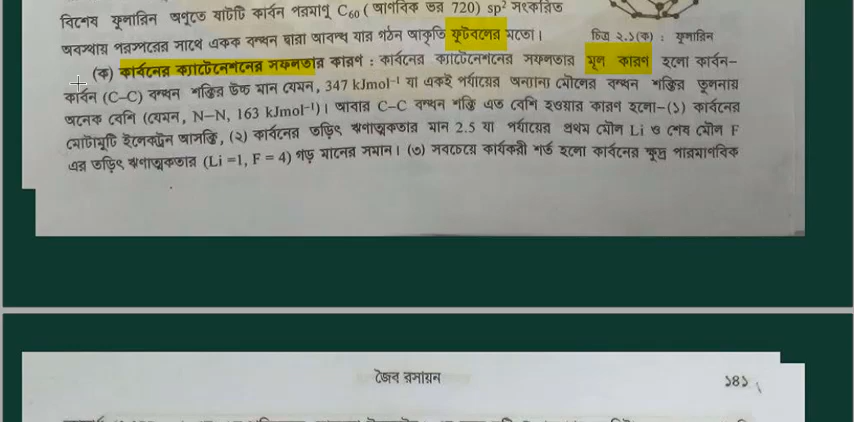 বিশেষ ফুলারিন অণুতে ষাটটি কার্বন পরমাণু C₆₀ ( আণবিক ভর 720) sp² সংকরিত
অবস্থায় পরস্পরের সাথে একক বন্ধন দ্বারা আবদ্ধ যার গঠন আকৃতি ফুটবলের মতো।
চিত্র ২.১(ক) : ফুলারিন
(ক) কার্বনের ক্যাটেনেশনের সফলতার কারণ : কার্বনের ক্যাটেনেশনের সফলতার মূল কারণ হলো কার্বন–
কার্বন (C–C) বন্ধন শক্তির উচ্চ মান যেমন, 347 kJmol⁻¹ যা একই পর্যায়ের অন্যান্য মৌলের বন্ধন শক্তির তুলনায়
অনেক বেশি (যেমন, N–N, 163 kJmol⁻¹)। আবার C–C বন্ধন শক্তি এত বেশি হওয়ার কারণ হলো–(১) কার্বনের
মোটামুটি ইলেকট্রন আসক্তি, (২) কার্বনের তড়িৎ ঋণাত্মকতার মান 2.5 যা পর্যায়ের প্রথম মৌল Li ও শেষ মৌল F
এর তড়িৎ ঋণাত্মকতার (Li =1, F = 4) গড় মানের সমান। (৩) সবচেয়ে কার্যকরী শর্ত হলো কার্বনের ক্ষুদ্র পারমাণবিক
জৈব রসায়ন
১৪১